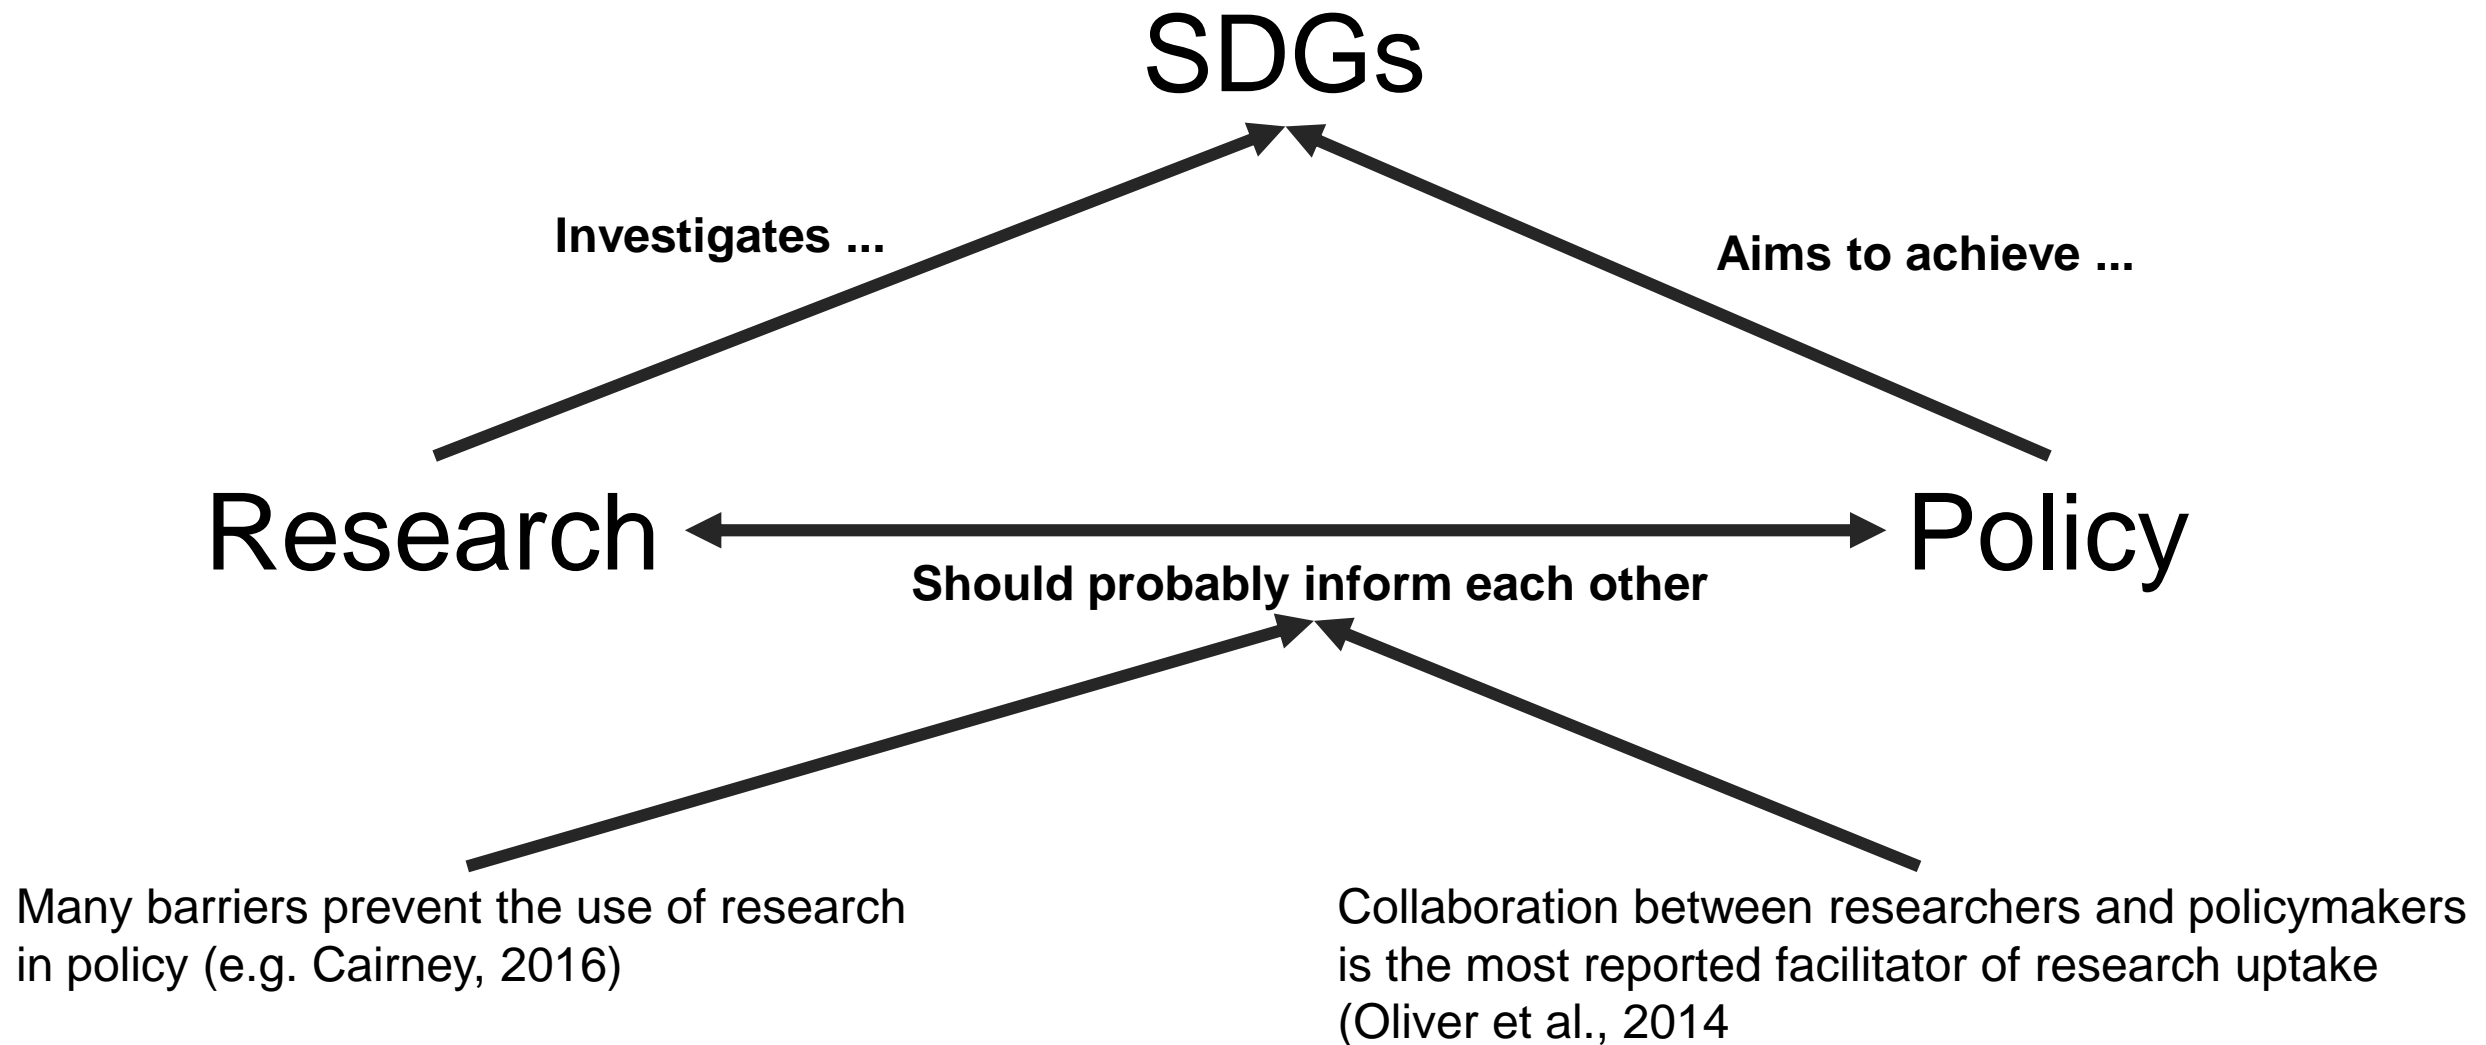 SDGs
Investigates ...
Aims to achieve ...
Research
Policy
Should probably inform each other
Many barriers prevent the use of research
in policy (e.g. Cairney, 2016)
Collaboration between researchers and policymakers
is the most reported facilitator of research uptake
(Oliver et al., 2014